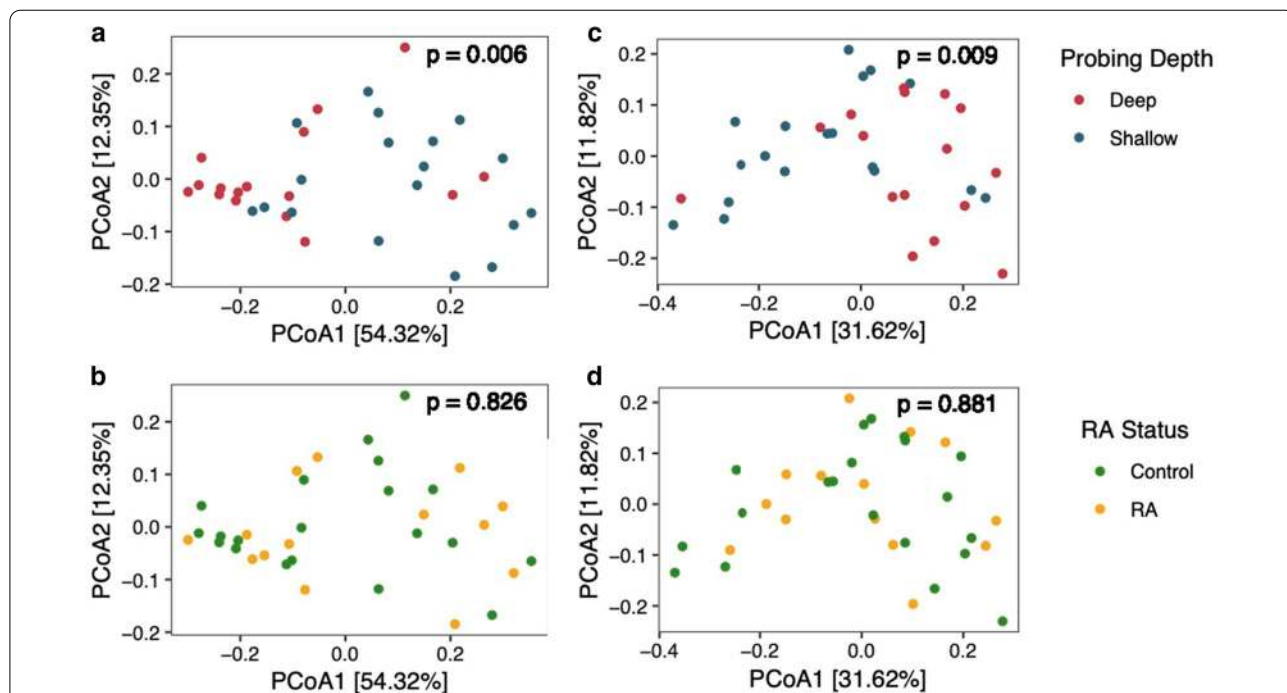 a
p = 0.006
0.2
0.1
0.0
−0.1
−0.2
PCoA2 [12.35%]
−0.2
0.0
0.2
PCoA1 [54.32%]
c
p = 0.009
0.2
0.1
0.0
−0.1
−0.2
PCoA2 [11.82%]
−0.4
−0.2
0.0
0.2
PCoA1 [31.62%]
Probing Depth
Deep
Shallow
b
p = 0.826
0.2
0.1
0.0
−0.1
−0.2
PCoA2 [12.35%]
−0.2
0.0
0.2
PCoA1 [54.32%]
d
p = 0.881
0.2
0.1
0.0
−0.1
−0.2
PCoA2 [11.82%]
−0.4
−0.2
0.0
0.2
PCoA1 [31.62%]
RA Status
Control
RA